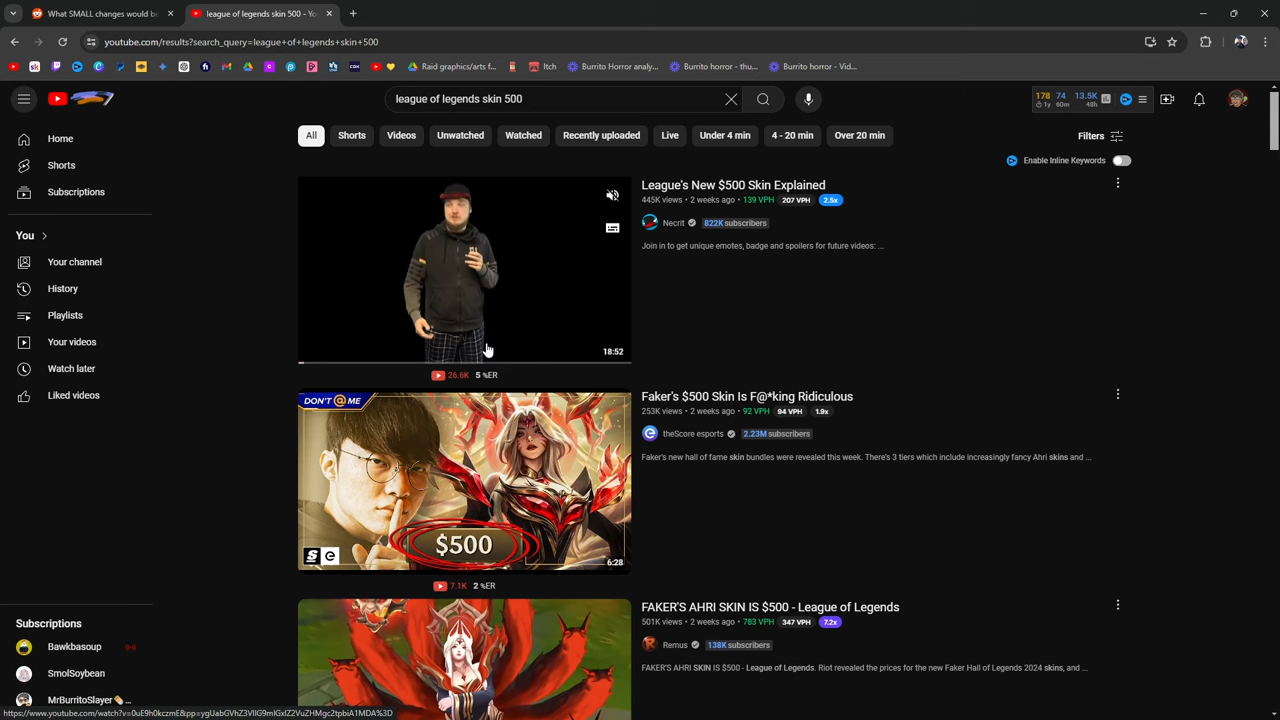 What SMALL changes would be
league of legends skin 500 - Yo
youtube.com/results?search_query=league+of+legends+skin+500
Raid graphics/arts f...
Itch
Burrito Horror analy...
Burrito horror - thu...
Burrito horror - Vid...
league of legends skin 500
178 74 13.5K
1y 60m 48h
Home
Shorts
Subscriptions
You
Your channel
History
Playlists
Your videos
Watch later
Liked videos
Subscriptions
Bawkbasoup
SmolSoybean
MrBurritoSlayer ...
All
Shorts
Videos
Unwatched
Watched
Recently uploaded
Live
Under 4 min
4 - 20 min
Over 20 min
Filters
Enable Inline Keywords
18:52
26.6K 5 %ER
League's New $500 Skin Explained
445K views • 2 weeks ago • 139 VPH 207 VPH 2.5x
Necrit 822K subscribers
Join in to get unique emotes, badge and spoilers for future videos: ...
DON'T @ ME
$500
6:28
7.1K 2 %ER
Faker's $500 Skin Is F@*king Ridiculous
253K views • 2 weeks ago • 92 VPH 94 VPH 1.9x
theScore esports 2.23M subscribers
Faker's new hall of fame skin bundles were revealed this week. There's 3 tiers which include increasingly fancy Ahri skins and ...
FAKER'S AHRI SKIN IS $500 - League of Legends
501K views • 2 weeks ago • 783 VPH 347 VPH 7.2x
Remus 138K subscribers
FAKER'S AHRI SKIN IS $500 - League of Legends. Riot revealed the prices for the new Faker Hall of Legends 2024 skins, and ...